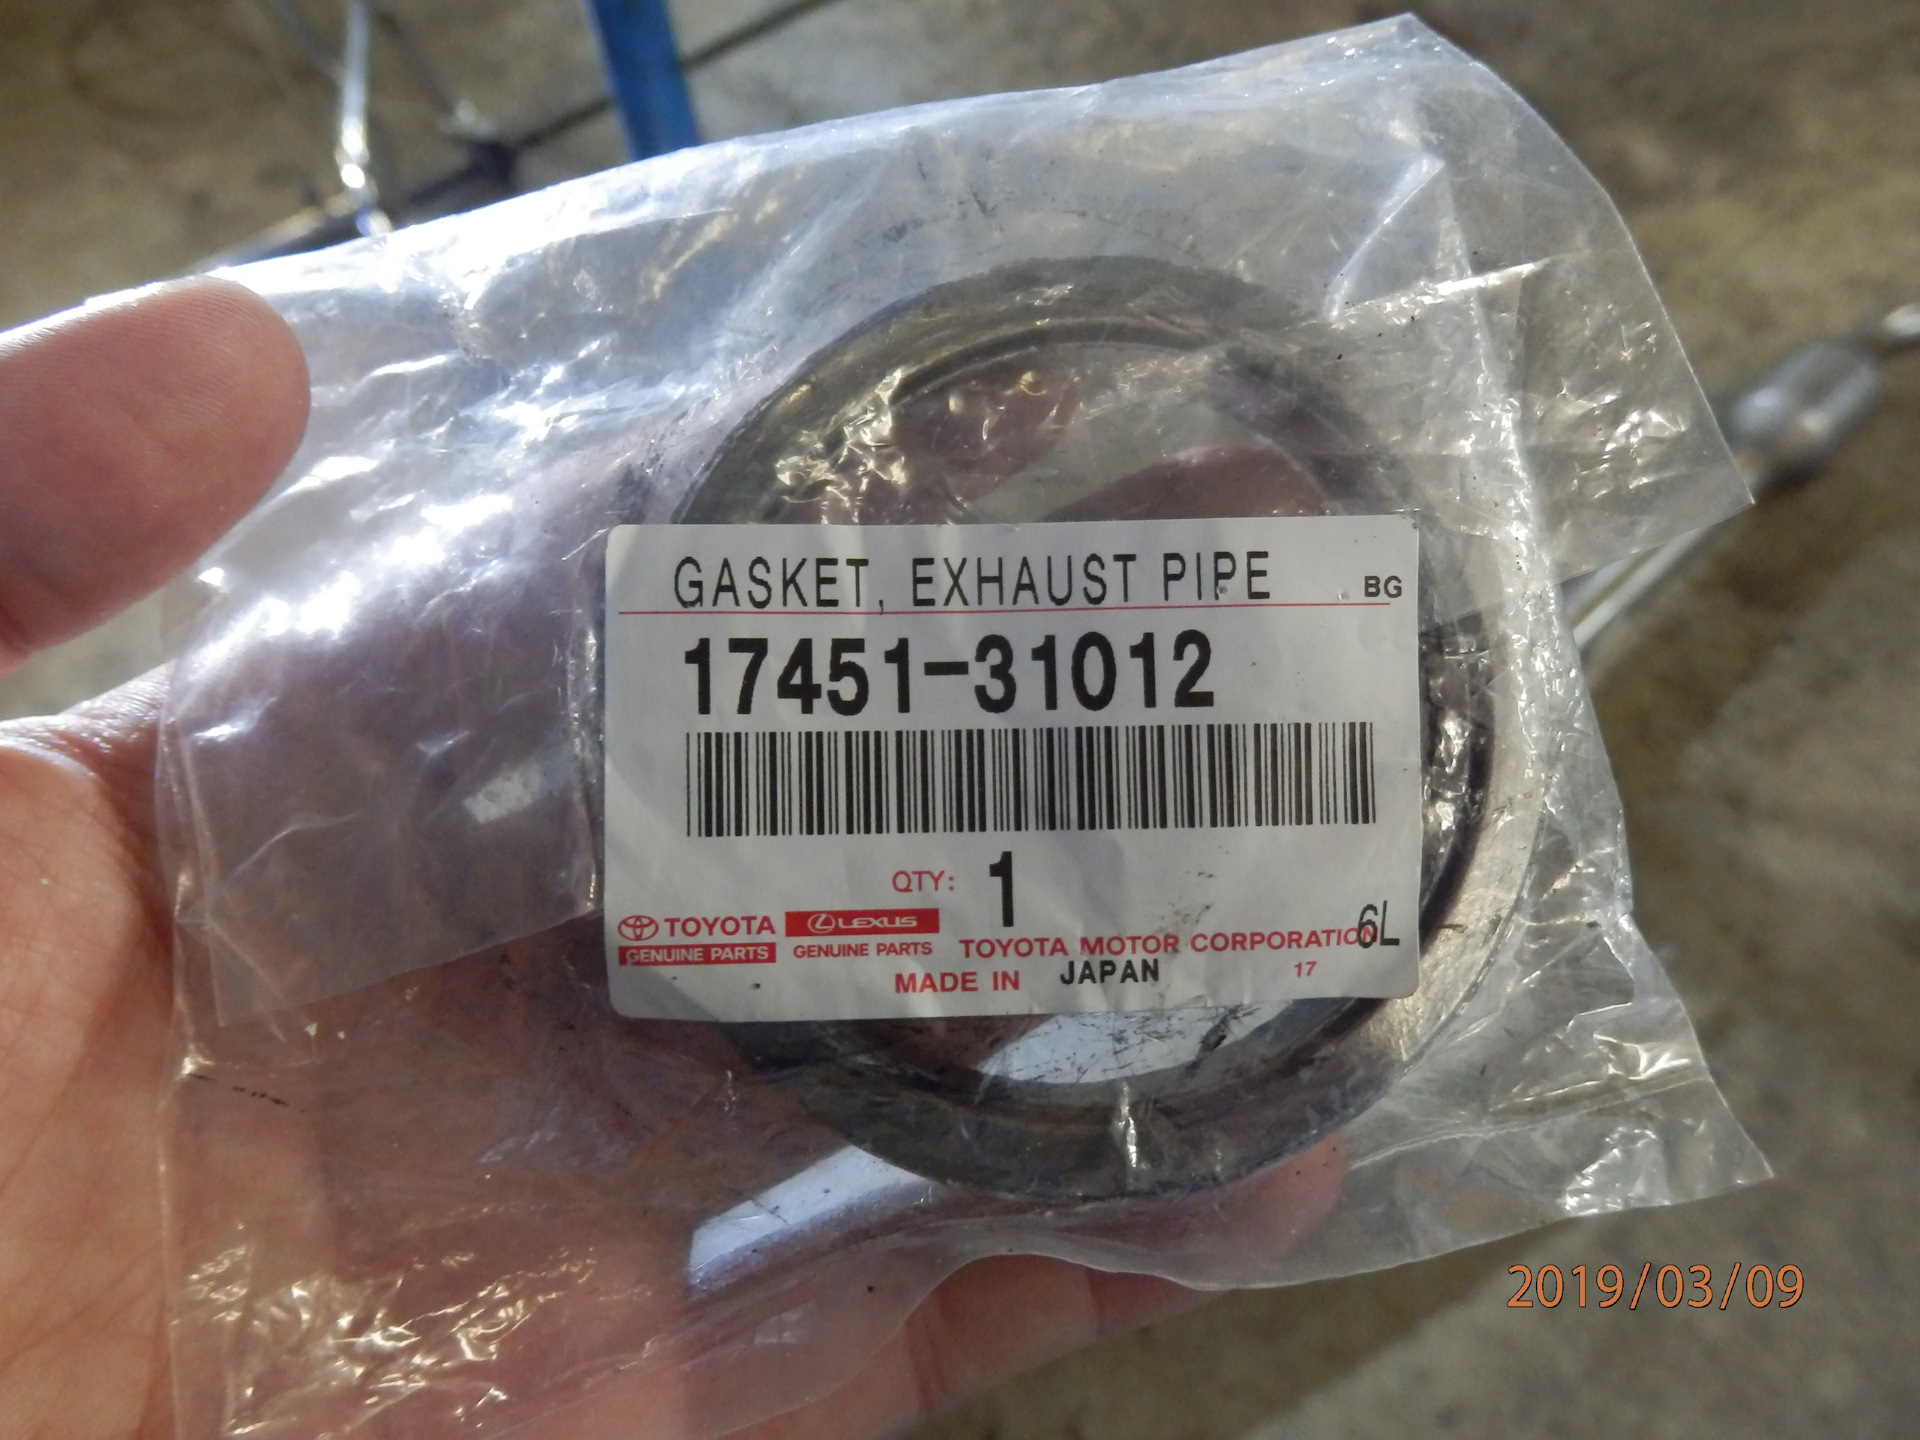 GASKET, EXHAUST PIPE BG
17451-31012
QTY: 1
TOYOTA LEXUS 6L
GENUINE PARTS GENUINE PARTS TOYOTA MOTOR CORPORATION
MADE IN JAPAN 17
2019/03/09